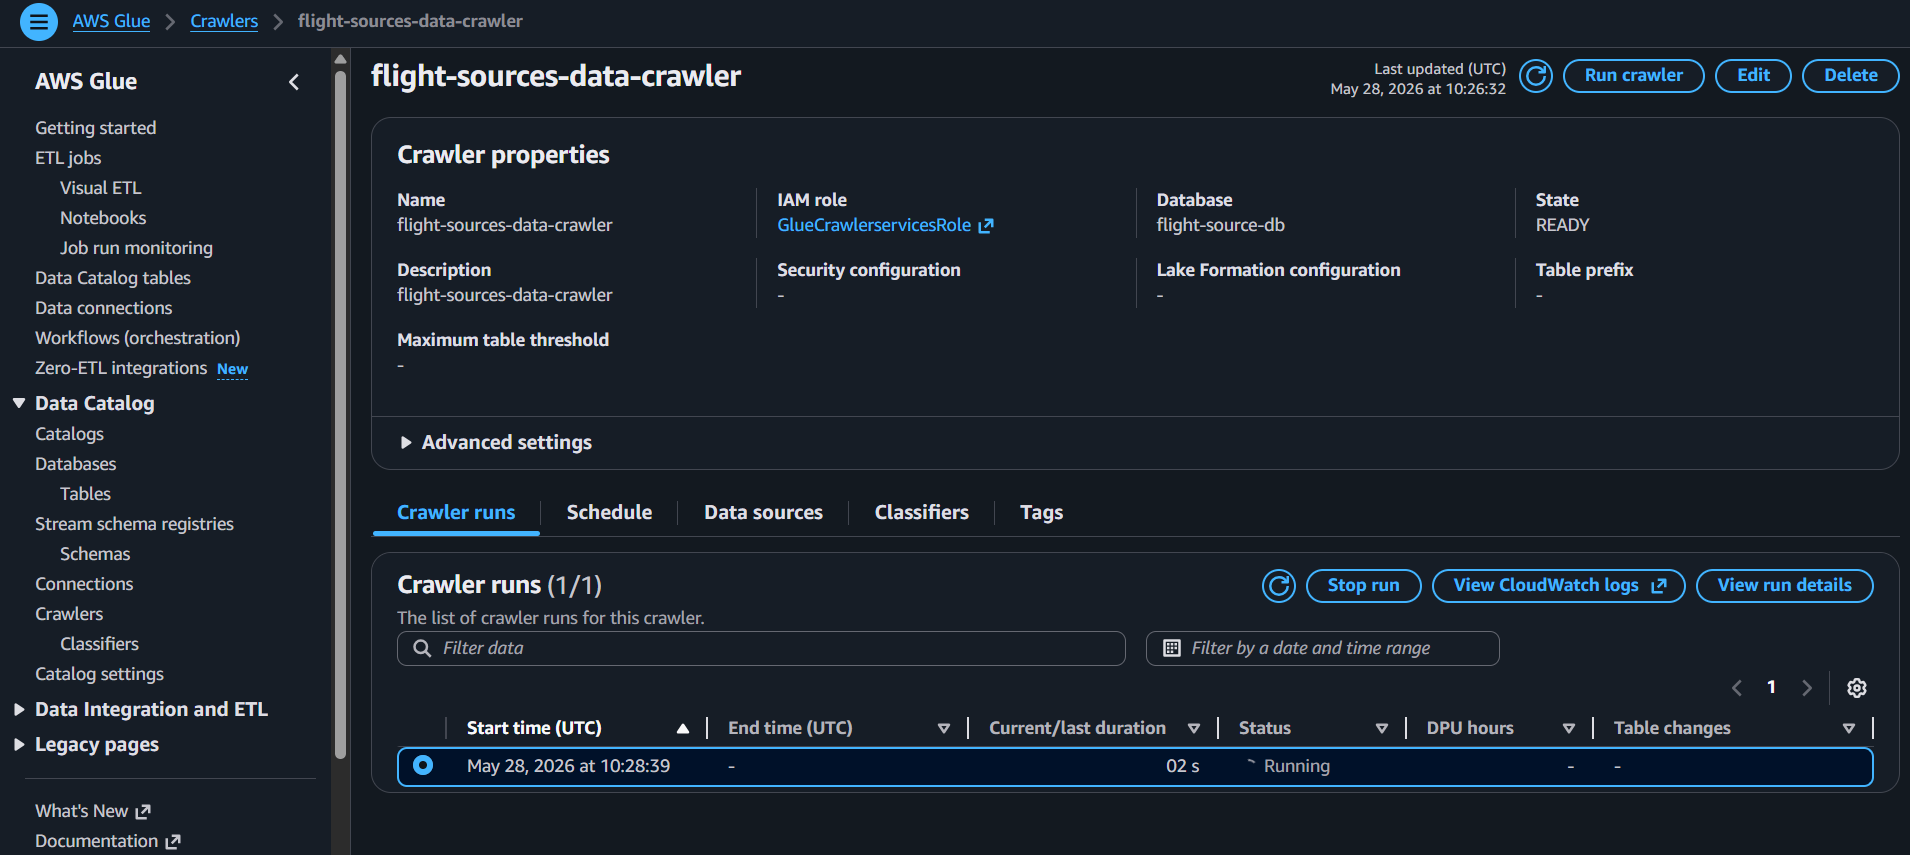 AWS Glue > Crawlers > flight-sources-data-crawler
AWS Glue
Getting started
ETL jobs
Visual ETL
Notebooks
Job run monitoring
Data Catalog tables
Data connections
Workflows (orchestration)
Zero-ETL integrations New
Data Catalog
Catalogs
Databases
Tables
Stream schema registries
Schemas
Connections
Crawlers
Classifiers
Catalog settings
Data Integration and ETL
Legacy pages
What's New
Documentation
flight-sources-data-crawler
Last updated (UTC)
May 28, 2026 at 10:26:32
Run crawler
Edit
Delete
Crawler properties
Name
flight-sources-data-crawler
IAM role
GlueCrawlerservicesRole
Database
flight-source-db
State
READY
Description
flight-sources-data-crawler
Security configuration
-
Lake Formation configuration
-
Table prefix
-
Maximum table threshold
-
Advanced settings
Crawler runs
Schedule
Data sources
Classifiers
Tags
Crawler runs (1/1)
The list of crawler runs for this crawler.
Stop run
View CloudWatch logs
View run details
Filter data
Filter by a date and time range
1
Start time (UTC) End time (UTC) Current/last duration Status DPU hours Table changes
May 28, 2026 at 10:28:39 - 02 s Running - -